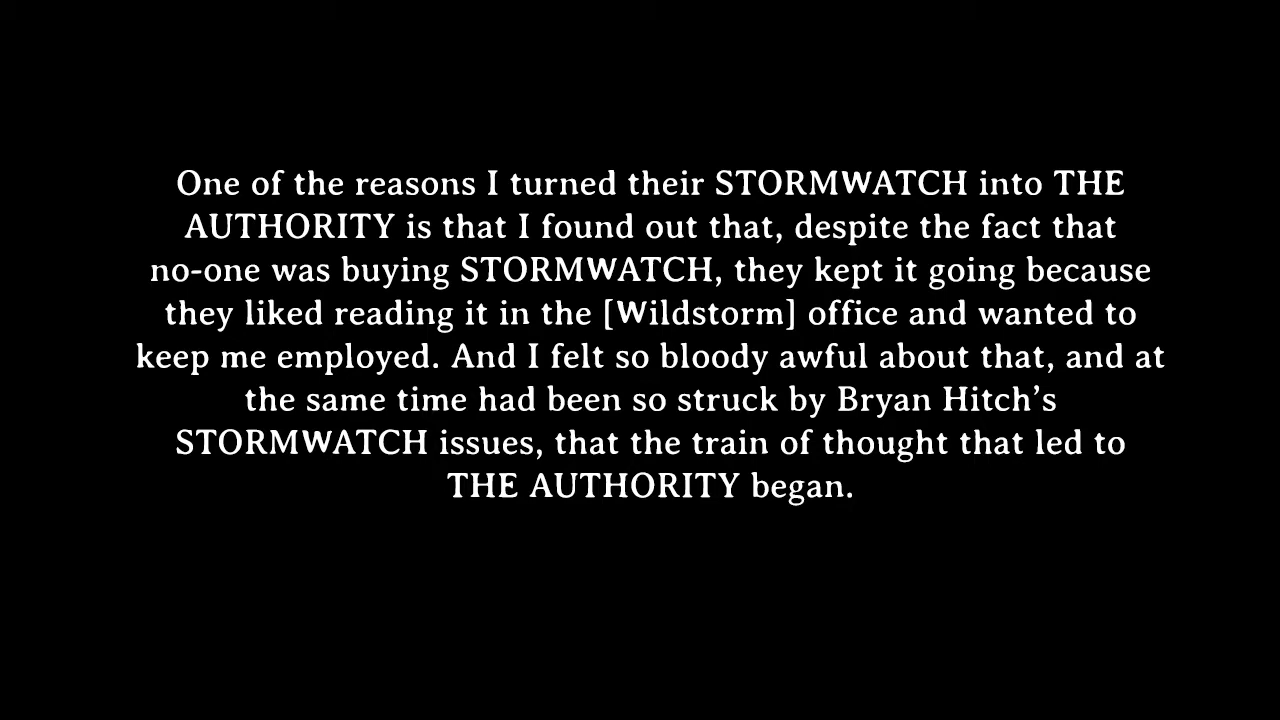 One of the reasons I turned their STORMWATCH into THE
AUTHORITY is that I found out that, despite the fact that
no-one was buying STORMWATCH, they kept it going because
they liked reading it in the [Wildstorm] office and wanted to
keep me employed. And I felt so bloody awful about that, and at
the same time had been so struck by Bryan Hitch’s
STORMWATCH issues, that the train of thought that led to
THE AUTHORITY began.